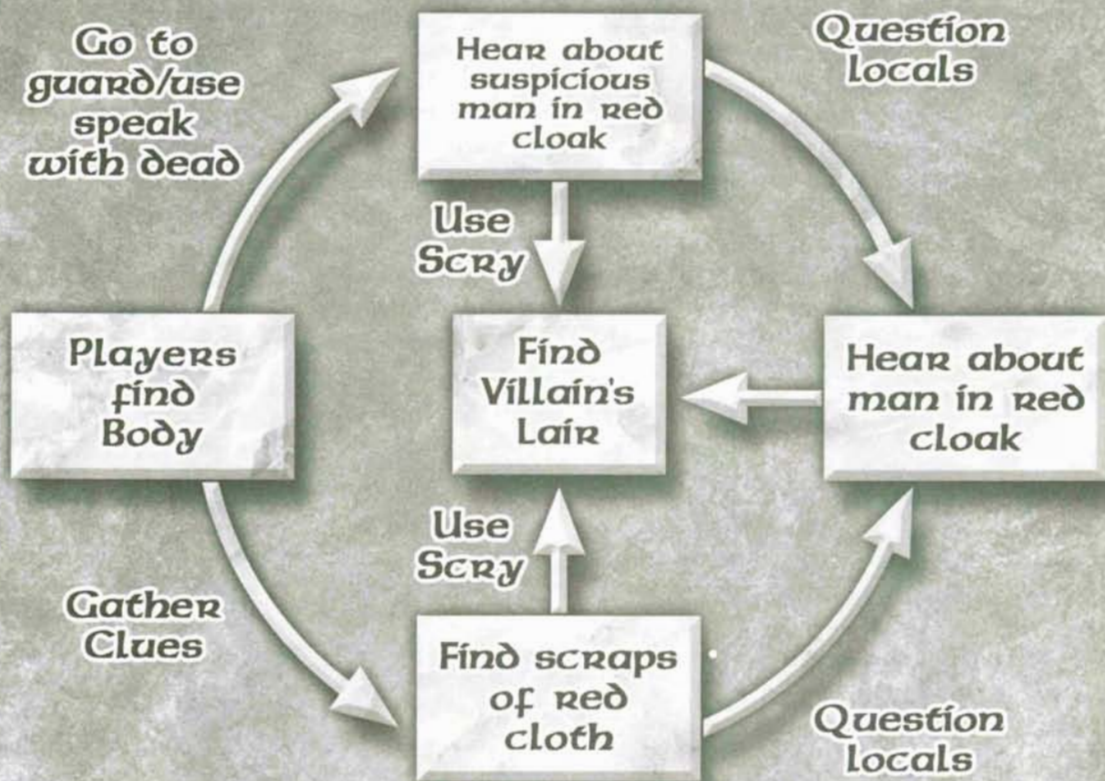 Go to
guard/use
speak
with dead
Hear about
suspicious
man in red
cloak
Question
locals
Use
Scry
Players
find
Body
Find
Villain's
Lair
Hear about
man in red
cloak
Use
Scry
Gather
Clues
Find scraps
of red
cloth
Question
locals